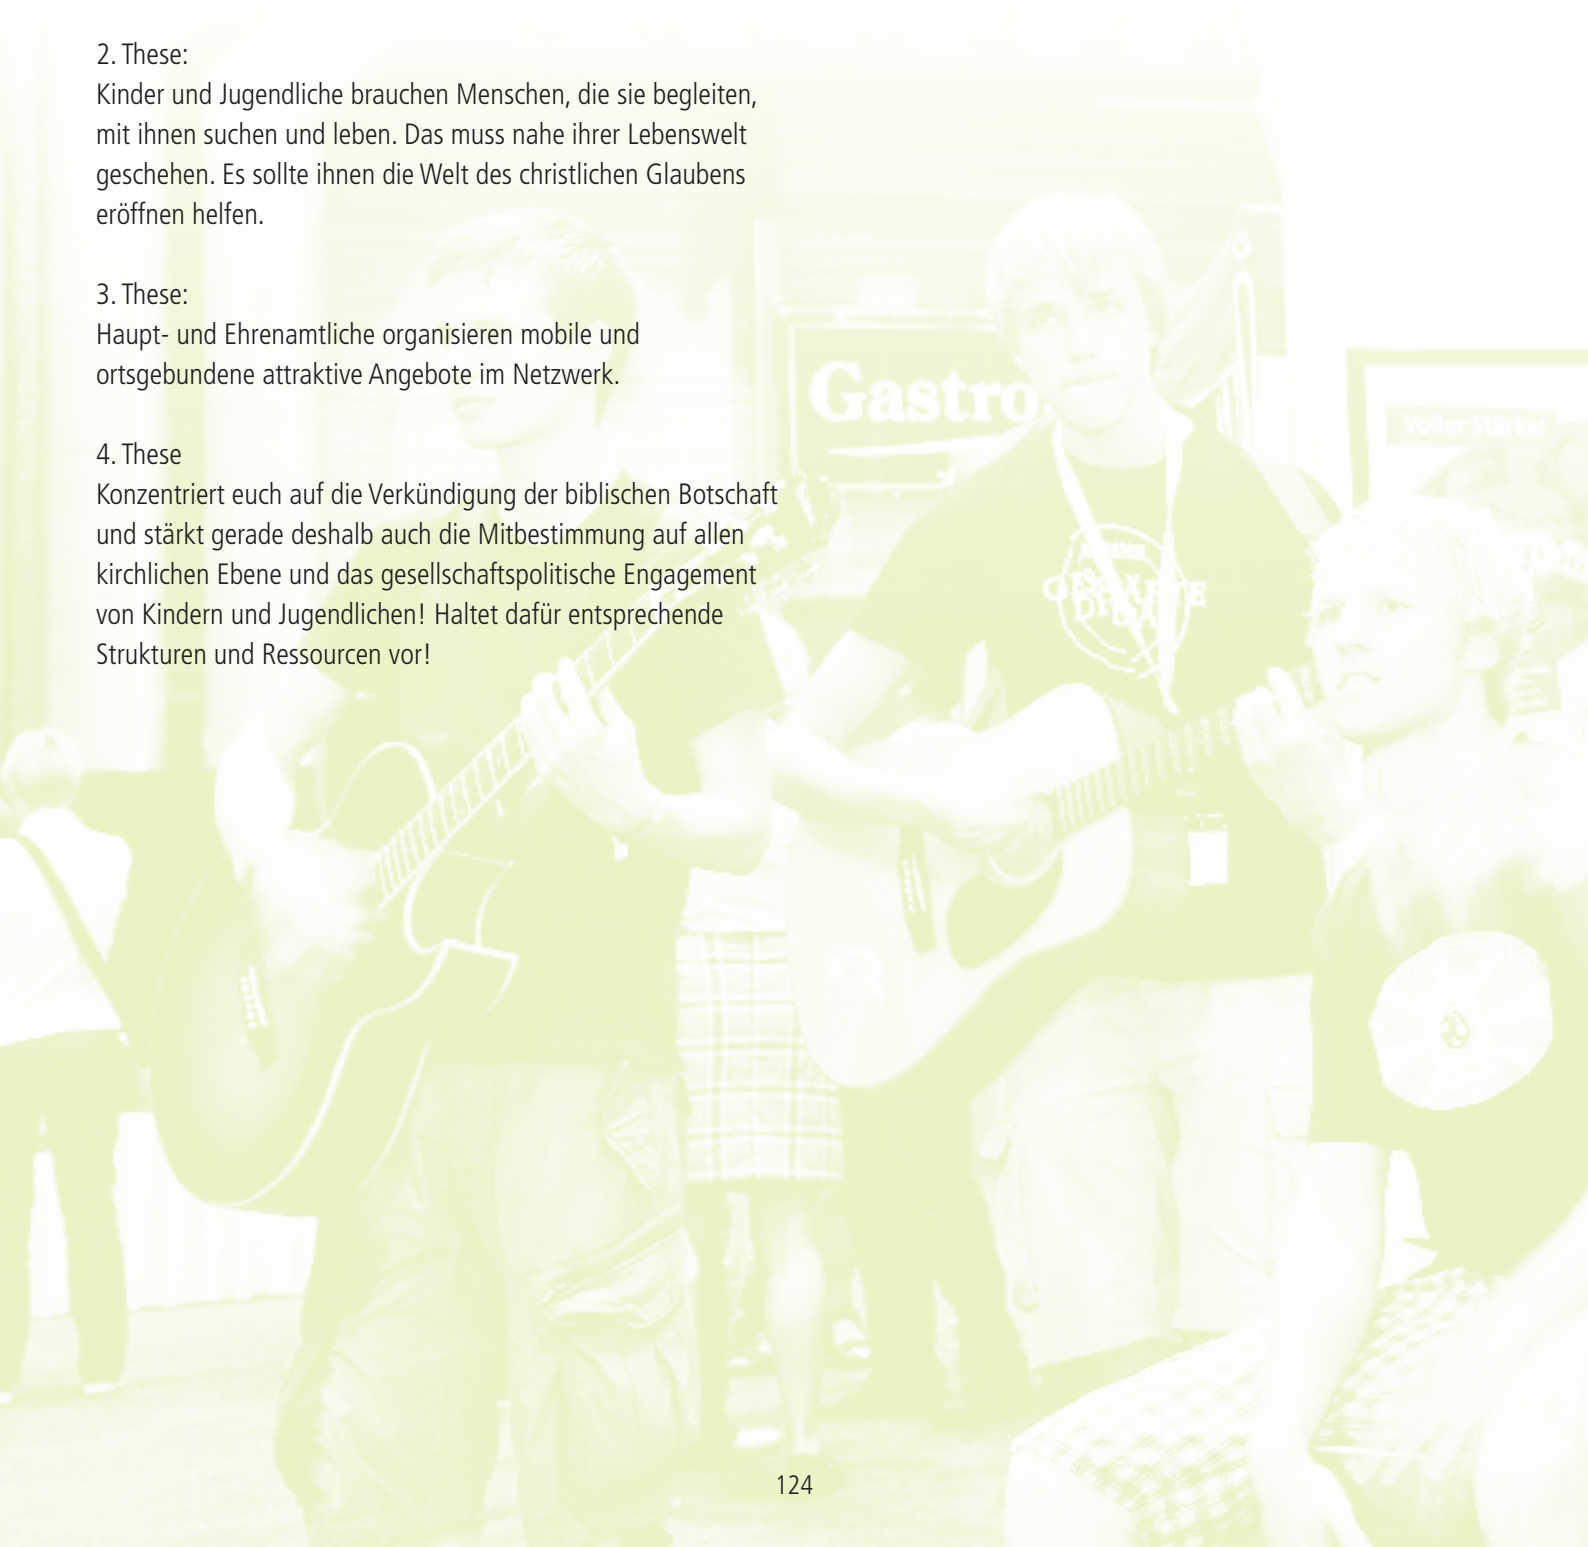 2. These:
Kinder und Jugendliche brauchen Menschen, die sie begleiten,
mit ihnen suchen und leben. Das muss nahe ihrer Lebenswelt
geschehen. Es sollte ihnen die Welt des christlichen Glaubens
eröffnen helfen.
3. These:
Haupt- und Ehrenamtliche organisieren mobile und
ortsgebundene attraktive Angebote im Netzwerk.
4. These
Konzentriert euch auf die Verkündigung der biblischen Botschaft
und stärkt gerade deshalb auch die Mitbestimmung auf allen
kirchlichen Ebene und das gesellschaftspolitische Engagement
von Kindern und Jugendlichen! Haltet dafür entsprechende
Strukturen und Ressourcen vor!
Gastro
Voller Stärke!
124